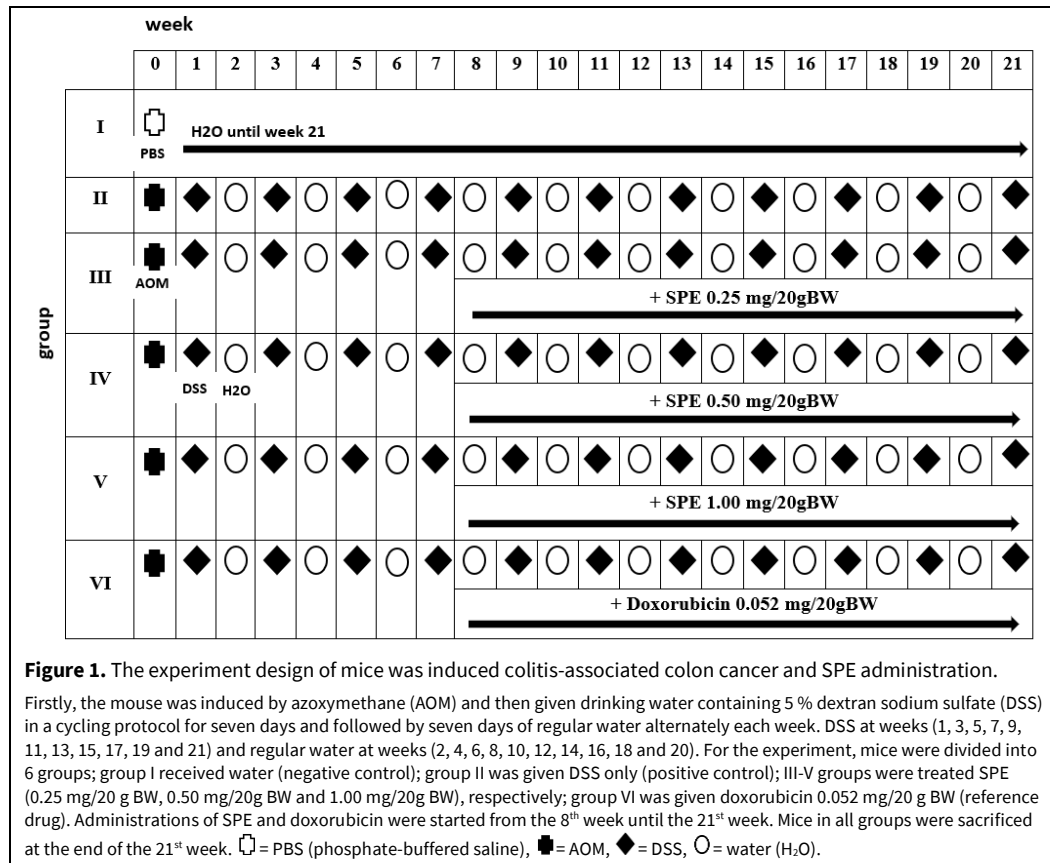 week
0 1 2 3 4 5 6 7 8 9 10 11 12 13 14 15 16 17 18 19 20 21
group
I
PBS
H2O until week 21
II
III
AOM
+ SPE 0.25 mg/20gBW
IV
DSS H2O
+ SPE 0.50 mg/20gBW
V
+ SPE 1.00 mg/20gBW
VI
+ Doxorubicin 0.052 mg/20gBW
Figure 1. The experiment design of mice was induced colitis-associated colon cancer and SPE administration.
Firstly, the mouse was induced by azoxymethane (AOM) and then given drinking water containing 5 % dextran sodium sulfate (DSS)
in a cycling protocol for seven days and followed by seven days of regular water alternately each week. DSS at weeks (1, 3, 5, 7, 9,
11, 13, 15, 17, 19 and 21) and regular water at weeks (2, 4, 6, 8, 10, 12, 14, 16, 18 and 20). For the experiment, mice were divided into
6 groups; group I received water (negative control); group II was given DSS only (positive control); III-V groups were treated SPE
(0.25 mg/20 g BW, 0.50 mg/20g BW and 1.00 mg/20g BW), respectively; group VI was given doxorubicin 0.052 mg/20 g BW (reference
drug). Administrations of SPE and doxorubicin were started from the 8th week until the 21st week. Mice in all groups were sacrificed
at the end of the 21st week. = PBS (phosphate-buffered saline), = AOM, = DSS, = water (H₂O).